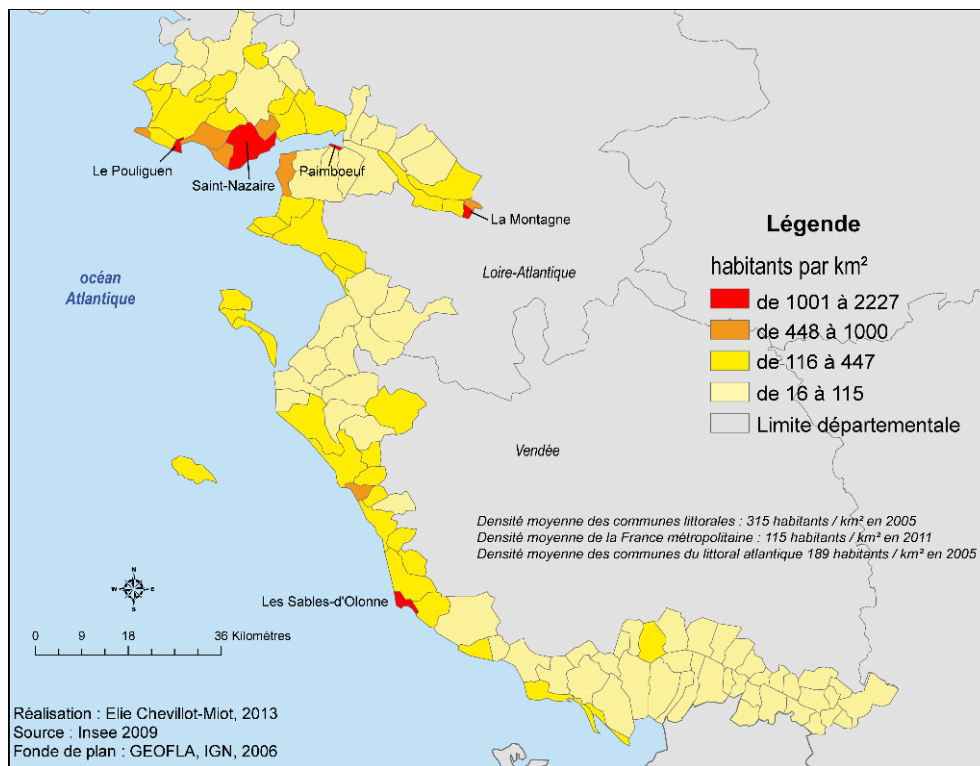 Le Pouliguen
Saint-Nazaire
Paimboeuf
La Montagne
Loire-Atlantique
océan
Atlantique
Légende
habitants par km²
de 1001 à 2227
de 448 à 1000
de 116 à 447
de 16 à 115
Limite départementale
Vendée
Densité moyenne des communes littorales : 315 habitants / km² en 2005
Densité moyenne de la France métropolitaine : 115 habitants / km² en 2011
Densité moyenne des communes du littoral atlantique 189 habitants / km² en 2005
Les Sables-d'Olonne
N
W E
S
0 9 18 36 Kilomètres
Réalisation : Elie Chevillot-Miot, 2013
Source : Insee 2009
Fonde de plan : GEOFLA, IGN, 2006